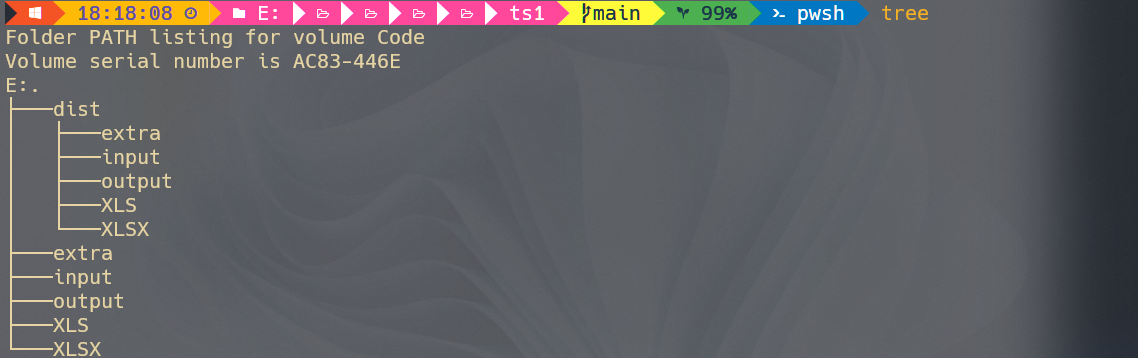 18:18:08 E: ts1 main 99% pwsh tree
Folder PATH listing for volume Code
Volume serial number is AC83-446E
E:.
├───dist
│   ├───extra
│   ├───input
│   ├───output
│   ├───XLS
│   └───XLSX
├───extra
├───input
├───output
├───XLS
└───XLSX